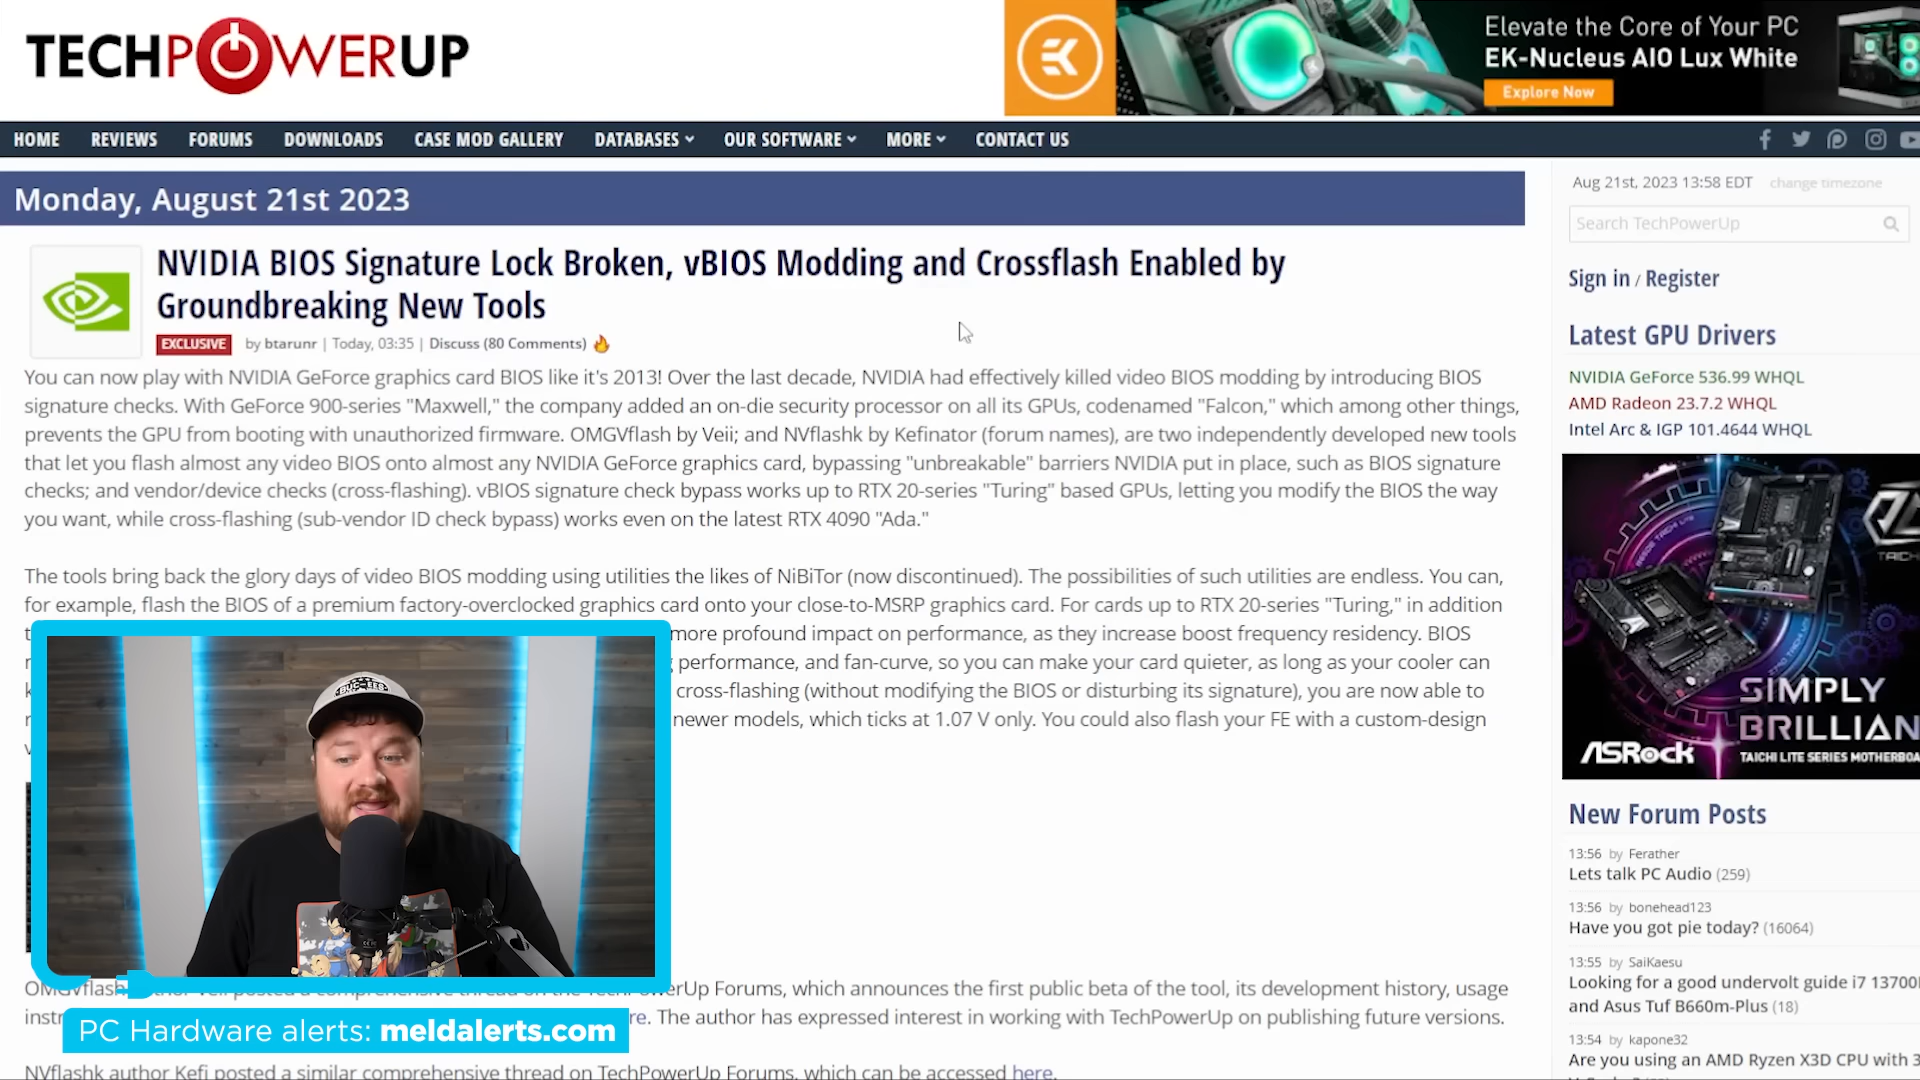 TECHPOWERUP
Elevate the Core of Your PC
EK-Nucleus AIO Lux White
Explore Now
HOME REVIEWS FORUMS DOWNLOADS CASE MOD GALLERY DATABASES OUR SOFTWARE MORE CONTACT US
Monday, August 21st 2023
NVIDIA BIOS Signature Lock Broken, vBIOS Modding and Crossflash Enabled by
Groundbreaking New Tools
EXCLUSIVE by btarunr | Today, 03:35 | Discuss (80 Comments)
You can now play with NVIDIA GeForce graphics card BIOS like it's 2013! Over the last decade, NVIDIA had effectively killed video BIOS modding by introducing BIOS
signature checks. With GeForce 900-series "Maxwell," the company added an on-die security processor on all its GPUs, codenamed "Falcon," which among other things,
prevents the GPU from booting with unauthorized firmware. OMGVflash by Veii; and NVflashk by Kefinator (forum names), are two independently developed new tools
that let you flash almost any video BIOS onto almost any NVIDIA GeForce graphics card, bypassing "unbreakable" barriers NVIDIA put in place, such as BIOS signature
checks; and vendor/device checks (cross-flashing). vBIOS signature check bypass works up to RTX 20-series "Turing" based GPUs, letting you modify the BIOS the way
you want, while cross-flashing (sub-vendor ID check bypass) works even on the latest RTX 4090 "Ada."
The tools bring back the glory days of video BIOS modding using utilities the likes of NiBiTor (now discontinued). The possibilities of such utilities are endless. You can,
for example, flash the BIOS of a premium factory-overclocked graphics card onto your close-to-MSRP graphics card. For cards up to RTX 20-series "Turing," in addition
more profound impact on performance, as they increase boost frequency residency. BIOS
performance, and fan-curve, so you can make your card quieter, as long as your cooler can
cross-flashing (without modifying the BIOS or disturbing its signature), you are now able to
newer models, which ticks at 1.07 V only. You could also flash your FE with a custom-design
BUC-EE'S
Forums, which announces the first public beta of the tool, its development history, usage
The author has expressed interest in working with TechPowerUp on publishing future versions.
PC Hardware alerts: meldalerts.com
NVflashk author Kefi posted a similar comprehensive thread on TechPowerUp Forums, which can be accessed here.
Aug 21st, 2023 13:58 EDT change timezone
Search TechPowerUp
Sign in / Register
Latest GPU Drivers
NVIDIA GeForce 536.99 WHQL
AMD Radeon 23.7.2 WHQL
Intel Arc & IGP 101.4644 WHQL
SIMPLY
BRILLIAN
ASRock TAICHI LITE SERIES MOTHERBOA
New Forum Posts
13:56 by Ferather
Lets talk PC Audio (259)
13:56 by bonehead123
Have you got pie today? (16064)
13:55 by SaiKaesu
Looking for a good undervolt guide i7 13700
and Asus Tuf B660m-Plus (18)
13:54 by kapone32
Are you using an AMD Ryzen X3D CPU with 3